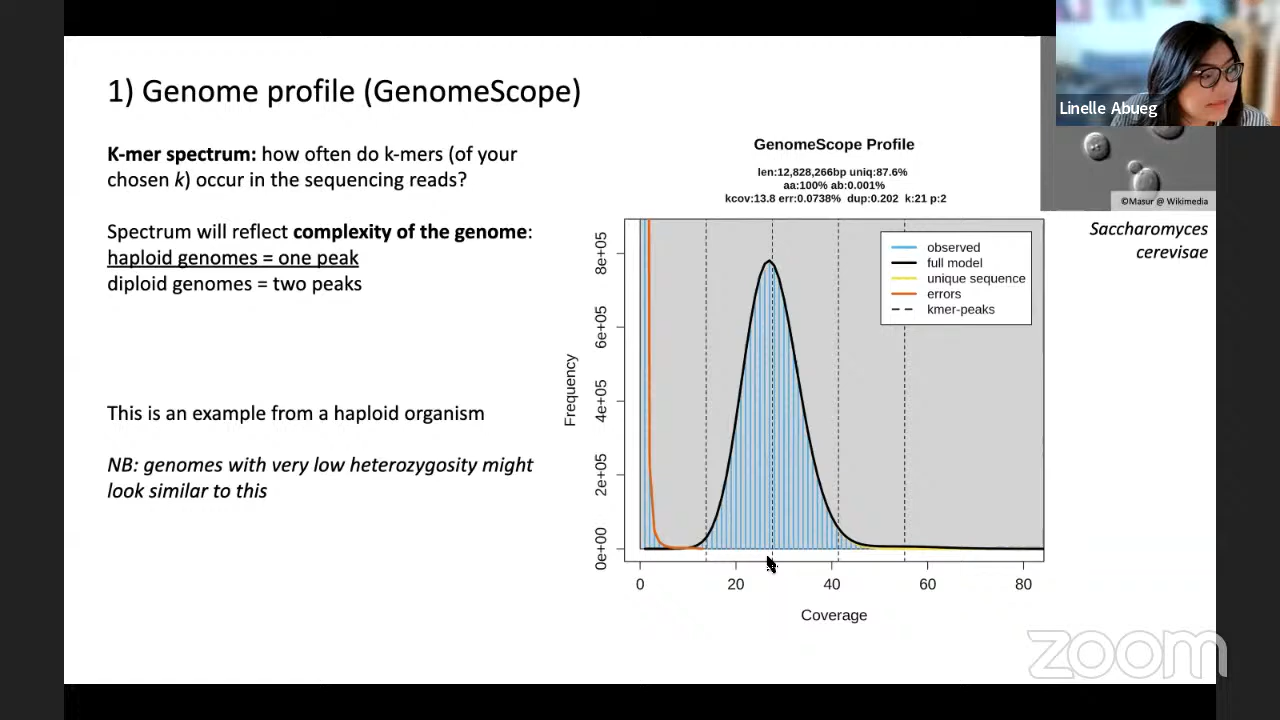 1) Genome profile (GenomeScope)
K-mer spectrum: how often do k-mers (of your
chosen k) occur in the sequencing reads?
Spectrum will reflect complexity of the genome:
haploid genomes = one peak
diploid genomes = two peaks
This is an example from a haploid organism
NB: genomes with very low heterozygosity might
look similar to this
GenomeScope Profile
len:12,828,266bp uniq:87.6%
aa:100% ab:0.001%
kcov:13.8 err:0.0738% dup:0.202 k:21 p:2
observed
full model
unique sequence
errors
kmer-peaks
Frequency
0e+00
2e+05
4e+05
6e+05
8e+05
0
20
40
60
80
Coverage
Linelle Abueg
©Masur @ Wikimedia
Saccharomyces
cerevisae
zoom